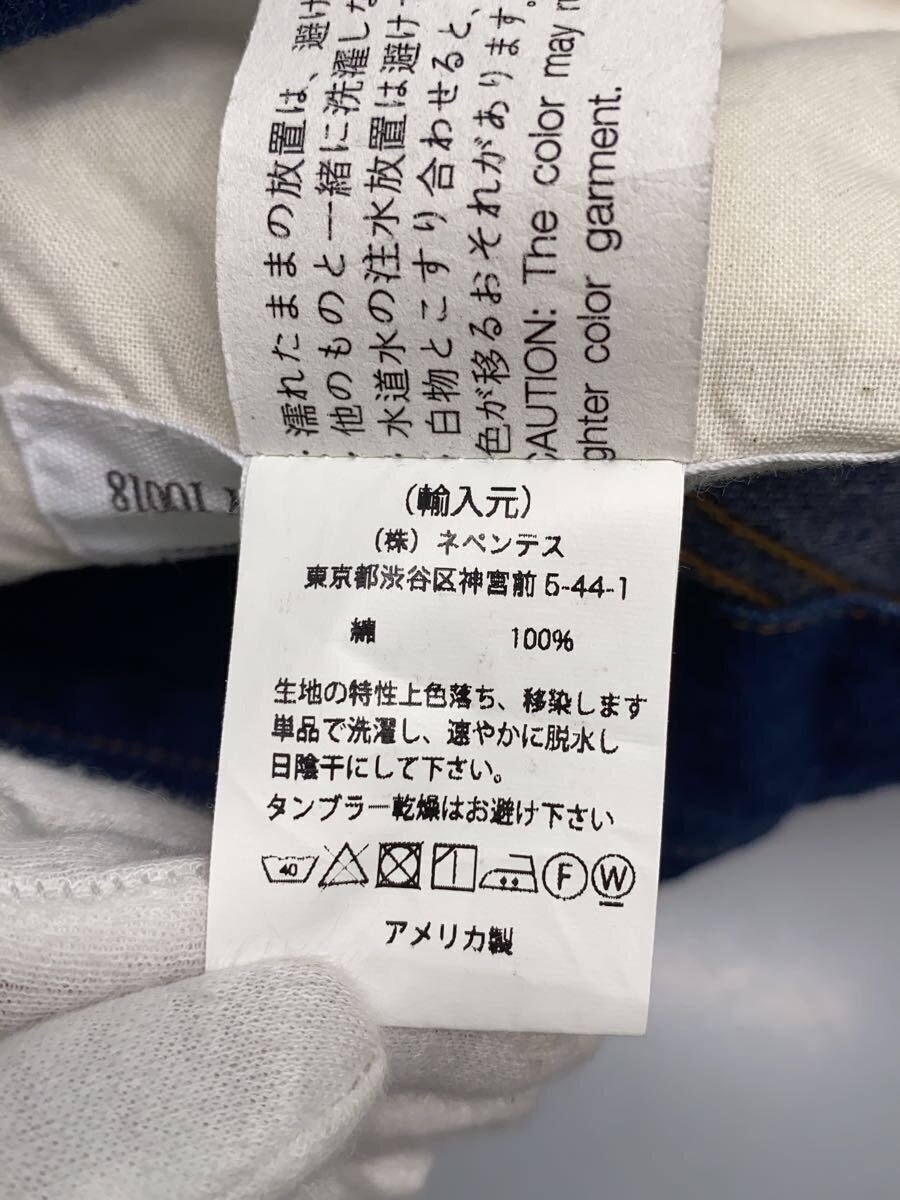 ・濡れたままの放置は、避け
・他のものと一緒に洗濯しな
・水道水の注水放置は避け
・白物とこすり合わせると、
色が移るおそれがあります。
CAUTION: The color may
ghter color garment.
10018
(輸入元)
(株) ネペンテス
東京都渋谷区神宮前 5-44-1
綿 100%
生地の特性上色落ち、移染します
単品で洗濯し、速やかに脱水し
日陰干にして下さい。
タンブラー乾燥はお避け下さい
40 F W
アメリカ製